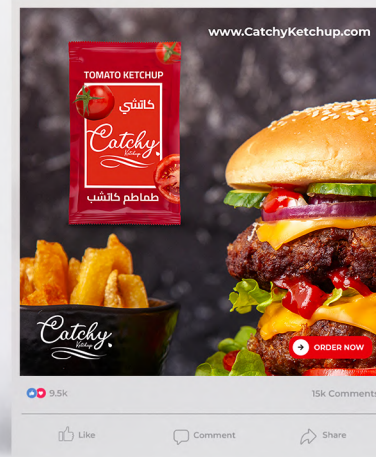 www.CatchyKetchup.com
TOMATO KETCHUP
كاتشي
Catchy
Ketchup
طماطم كاتشب
Catchy
Ketchup
ORDER NOW
9.5k
15k Comments
Like
Comment
Share